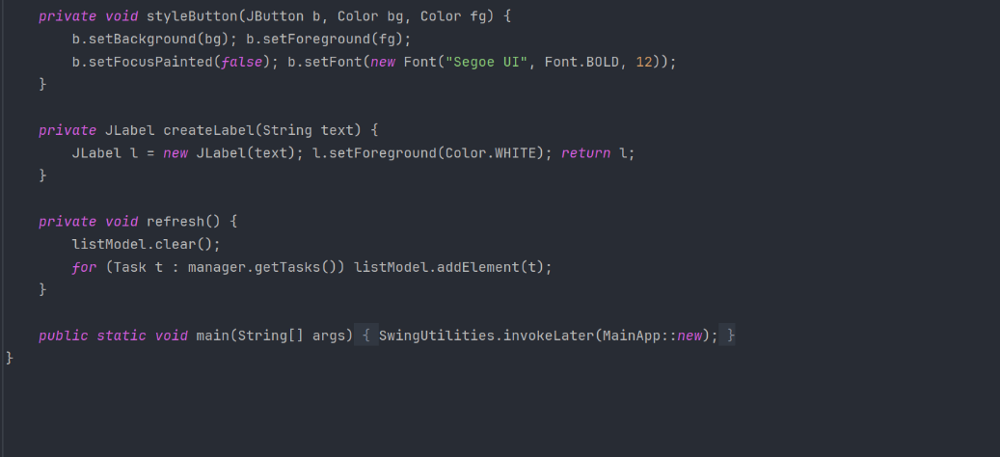 private void styleButton(JButton b, Color bg, Color fg) {
b.setBackground(bg); b.setForeground(fg);
b.setFocusPainted(false); b.setFont(new Font("Segoe UI", Font.BOLD, 12));
}
private JLabel createLabel(String text) {
JLabel l = new JLabel(text); l.setForeground(Color.WHITE); return l;
}
private void refresh() {
listModel.clear();
for (Task t : manager.getTasks()) listModel.addElement(t);
}
public static void main(String[] args) { SwingUtilities.invokeLater(MainApp::new); }
}